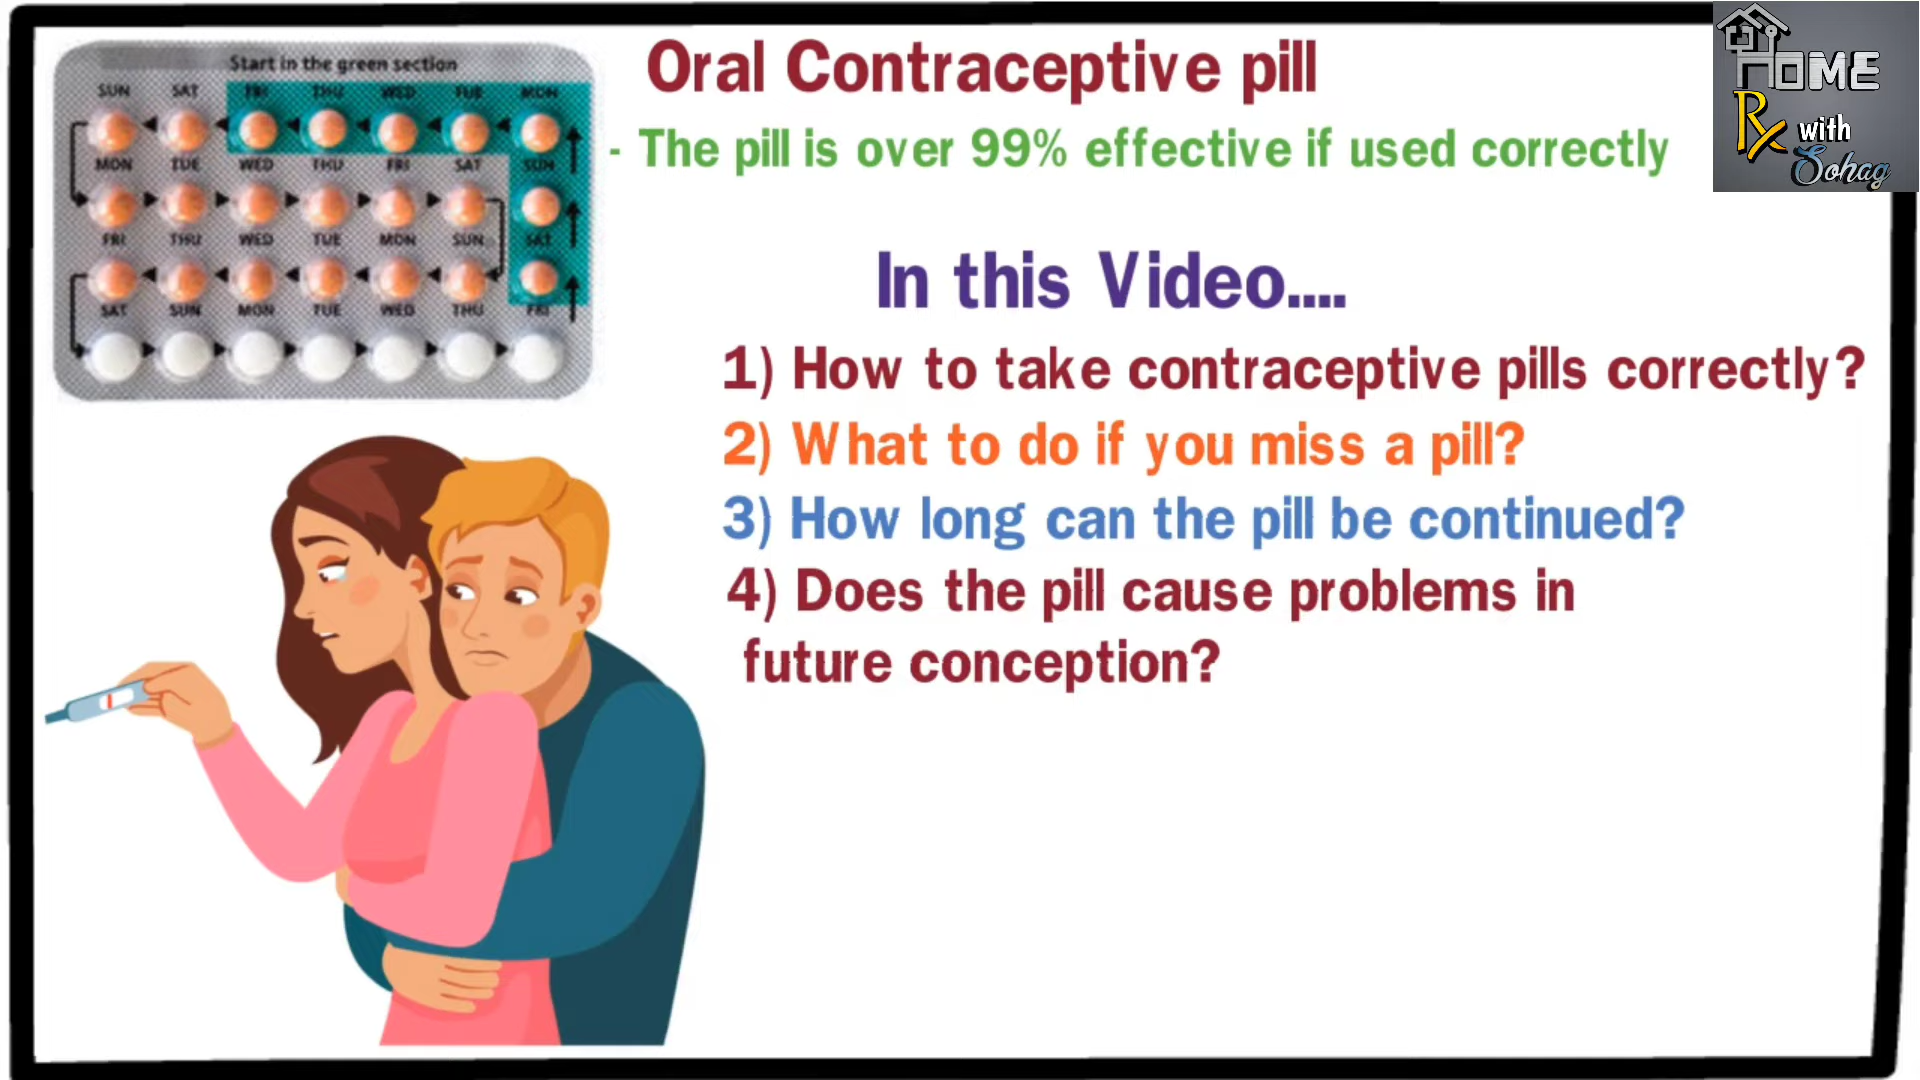 Start in the green section
SUN SAT FRI THU WED TUE MON
MON TUE WED THU FRI SAT SUN
FRI THU WED TUE MON SUN SAT
SAT SUN MON TUE WED THU FRI
Oral Contraceptive pill
- The pill is over 99% effective if used correctly
In this Video....
1) How to take contraceptive pills correctly?
2) What to do if you miss a pill?
3) How long can the pill be continued?
4) Does the pill cause problems in
future conception?
HOME
Rx with
Sohag